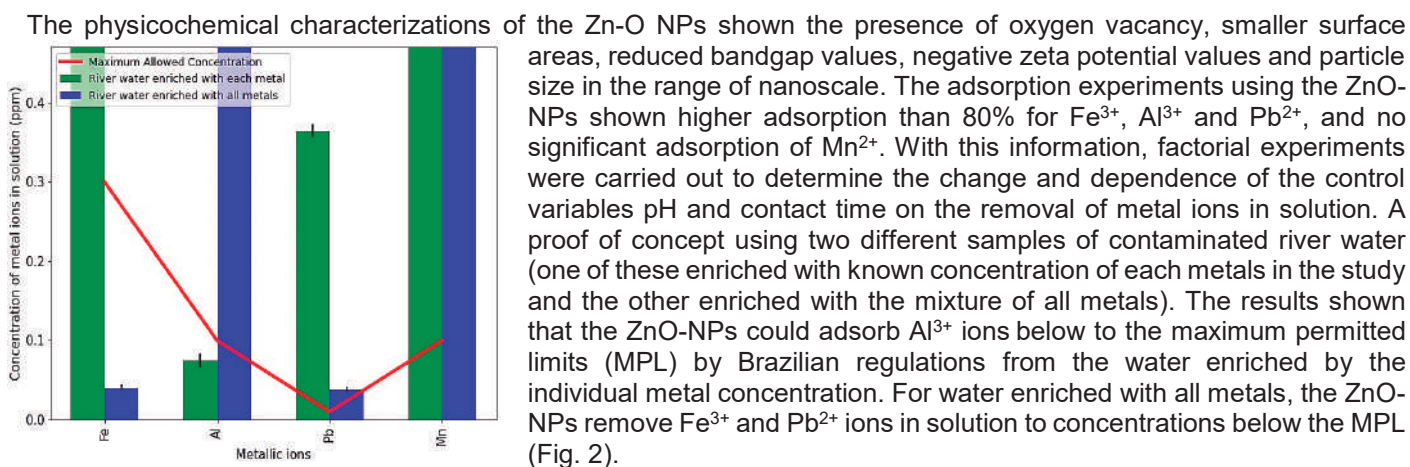 The physicochemical characterizations of the Zn-O NPs shown the presence of oxygen vacancy, smaller surface
areas, reduced bandgap values, negative zeta potential values and particle
size in the range of nanoscale. The adsorption experiments using the ZnO-
NPs shown higher adsorption than 80% for Fe³⁺, Al³⁺ and Pb²⁺, and no
significant adsorption of Mn²⁺. With this information, factorial experiments
were carried out to determine the change and dependence of the control
variables pH and contact time on the removal of metal ions in solution. A
proof of concept using two different samples of contaminated river water
(one of these enriched with known concentration of each metals in the study
and the other enriched with the mixture of all metals). The results shown
that the ZnO-NPs could adsorb Al³⁺ ions below to the maximum permitted
limits (MPL) by Brazilian regulations from the water enriched by the
individual metal concentration. For water enriched with all metals, the ZnO-
NPs remove Fe³⁺ and Pb²⁺ ions in solution to concentrations below the MPL
(Fig. 2).
Maximum Allowed Concentration
River water enriched with each metal
River water enriched with all metals
Concentration of metal ions in solution (ppm)
0.4
0.3
0.2
0.1
0.0
Fe
Al
Pb
Mn
Metallic ions